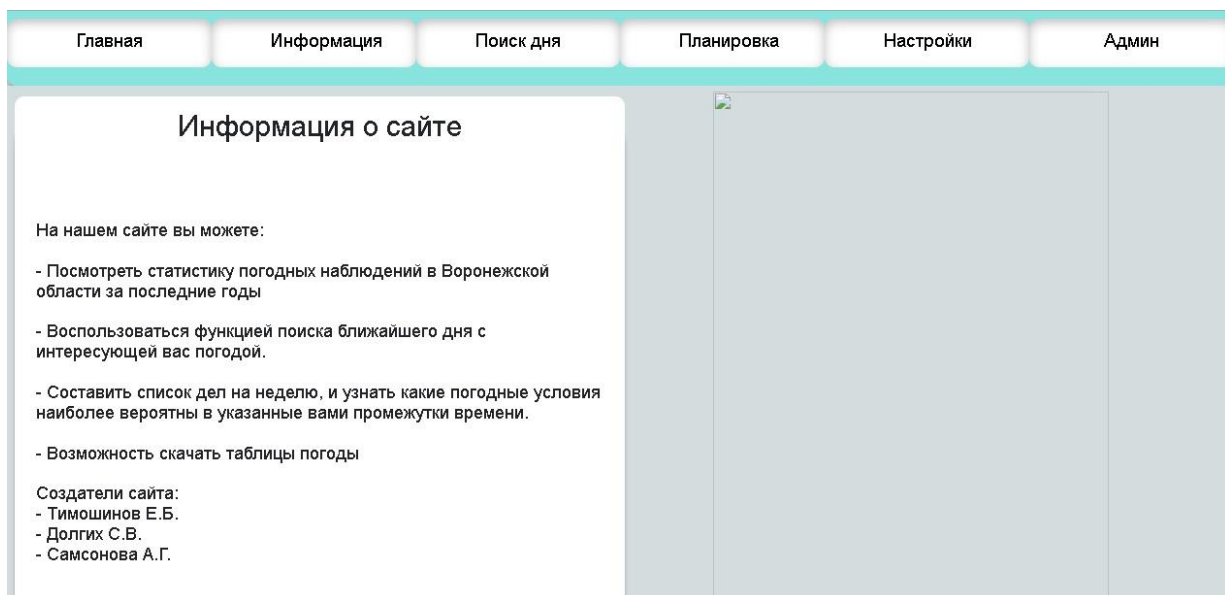 Главная Информация Поиск дня Планировка Настройки Админ
Информация о сайте
На нашем сайте вы можете:
- Посмотреть статистику погодных наблюдений в Воронежской
области за последние годы
- Воспользоваться функцией поиска ближайшего дня с
интересующей вас погодой.
- Составить список дел на неделю, и узнать какие погодные условия
наиболее вероятны в указанные вами промежутки времени.
- Возможность скачать таблицы погоды
Создатели сайта:
- Тимошинов Е.Б.
- Долгих С.В.
- Самсонова А.Г.